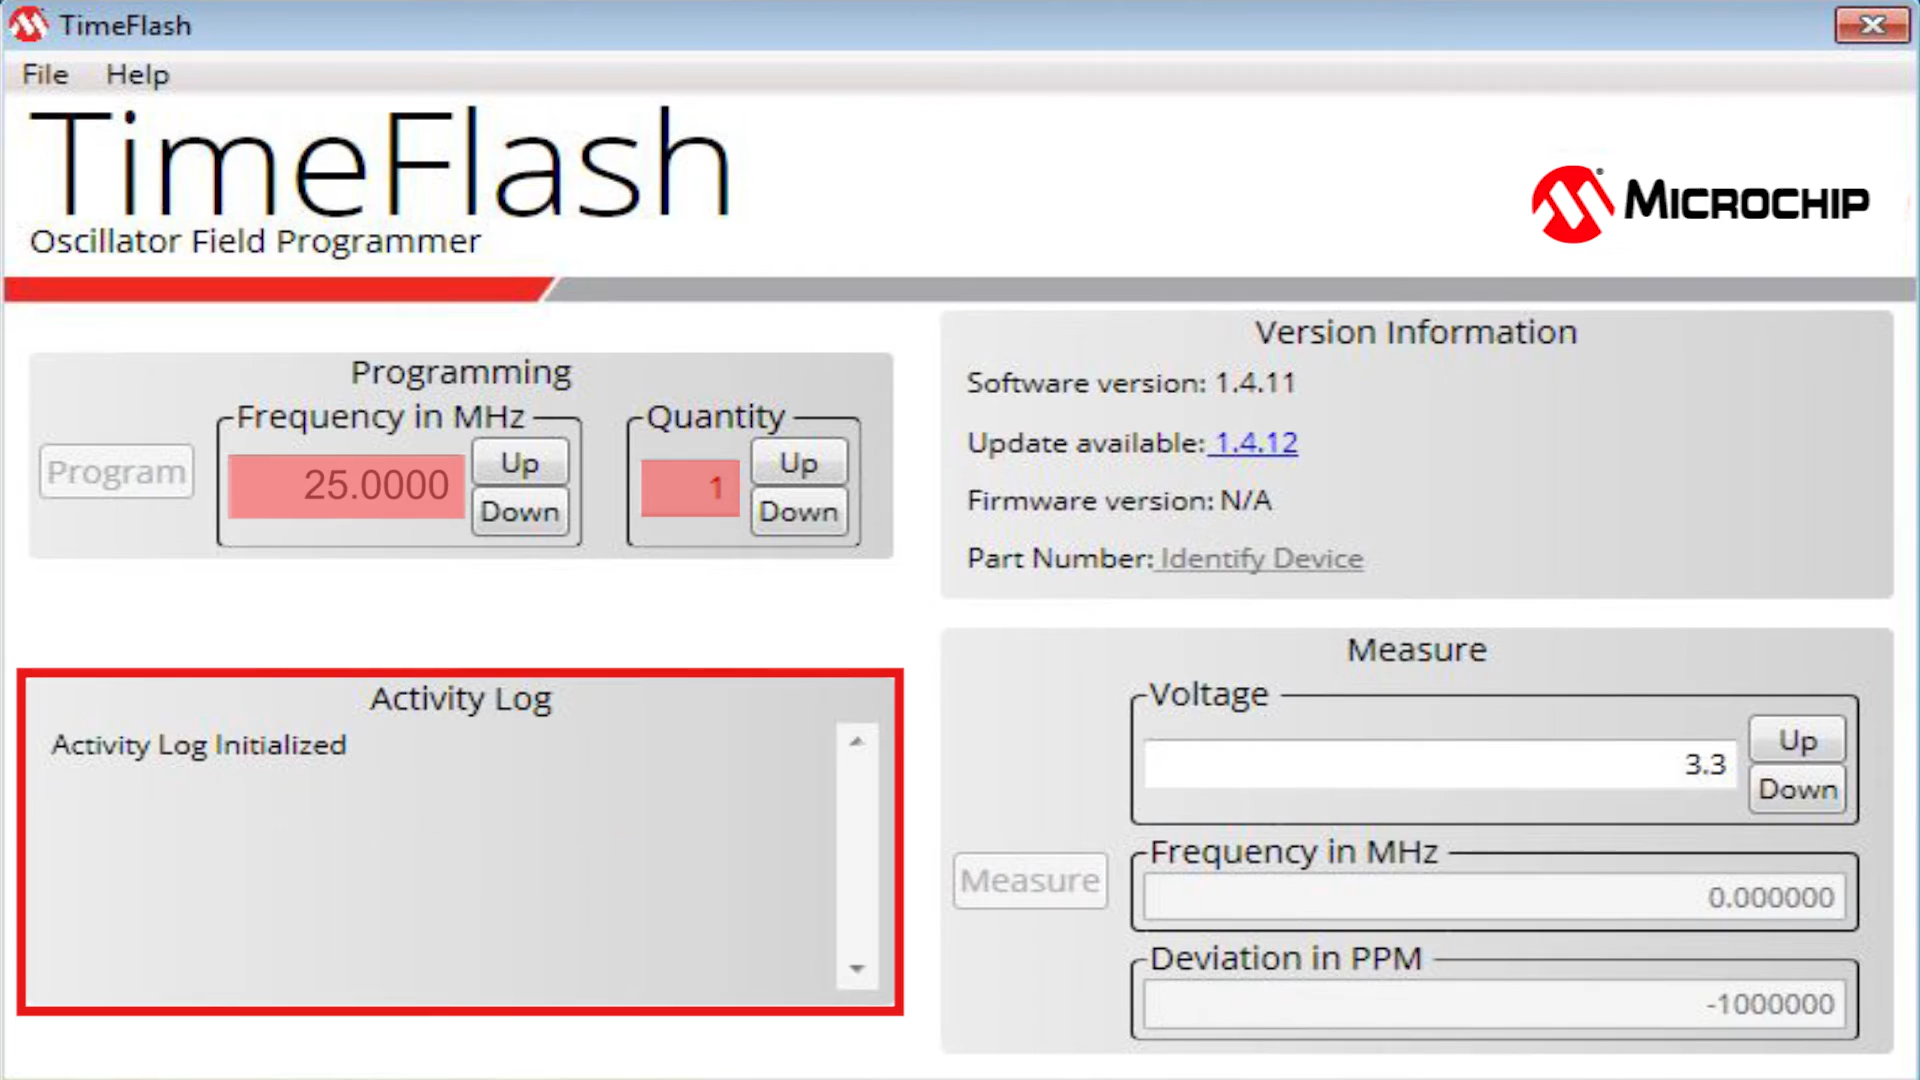 TimeFlash
File Help
TimeFlash
Oscillator Field Programmer
MICROCHIP
Programming
Program
Frequency in MHz
25.0000
Up
Down
Quantity
1
Up
Down
Version Information
Software version: 1.4.11
Update available: 1.4.12
Firmware version: N/A
Part Number: Identify Device
Activity Log
Activity Log Initialized
Measure
Voltage
3.3
Up
Down
Measure
Frequency in MHz
0.000000
Deviation in PPM
-1000000